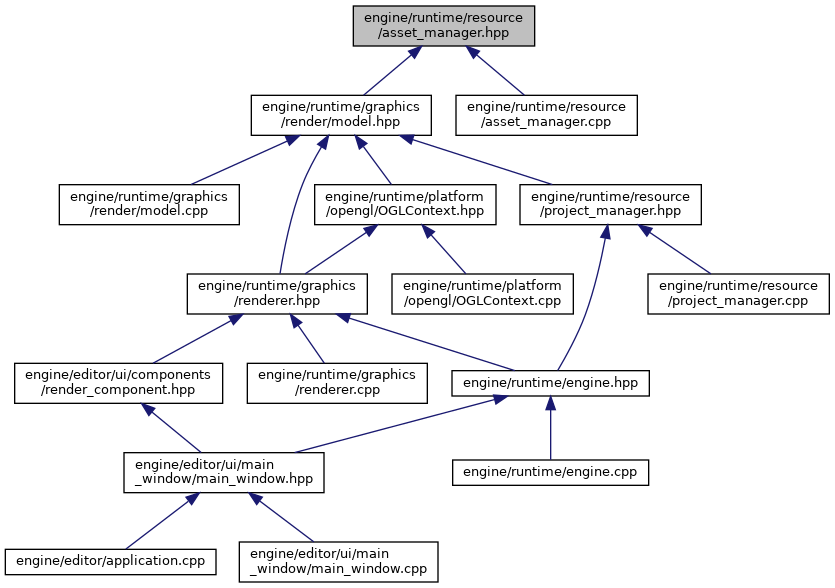 engine/runtime/resource
/asset_manager.hpp
engine/runtime/graphics
/render/model.hpp
engine/runtime/resource
/asset_manager.cpp
engine/runtime/graphics
/render/model.cpp
engine/runtime/platform
/opengl/OGLContext.hpp
engine/runtime/resource
/project_manager.hpp
engine/runtime/graphics
/renderer.hpp
engine/runtime/platform
/opengl/OGLContext.cpp
engine/runtime/resource
/project_manager.cpp
engine/editor/ui/components
/render_component.hpp
engine/runtime/graphics
/renderer.cpp
engine/runtime/engine.hpp
engine/editor/ui/main
_window/main_window.hpp
engine/runtime/engine.cpp
engine/editor/application.cpp
engine/editor/ui/main
_window/main_window.cpp